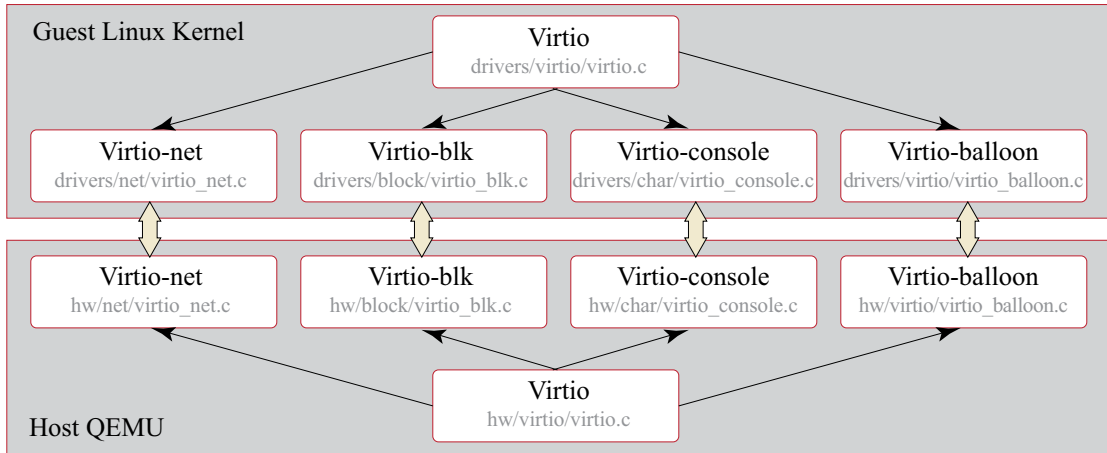 Guest Linux Kernel
Virtio
drivers/virtio/virtio.c
Virtio-net
drivers/net/virtio_net.c
Virtio-blk
drivers/block/virtio_blk.c
Virtio-console
drivers/char/virtio_console.c
Virtio-balloon
drivers/virtio/virtio_balloon.c
Virtio-net
hw/net/virtio_net.c
Virtio-blk
hw/block/virtio_blk.c
Virtio-console
hw/char/virtio_console.c
Virtio-balloon
hw/virtio/virtio_balloon.c
Virtio
hw/virtio/virtio.c
Host QEMU